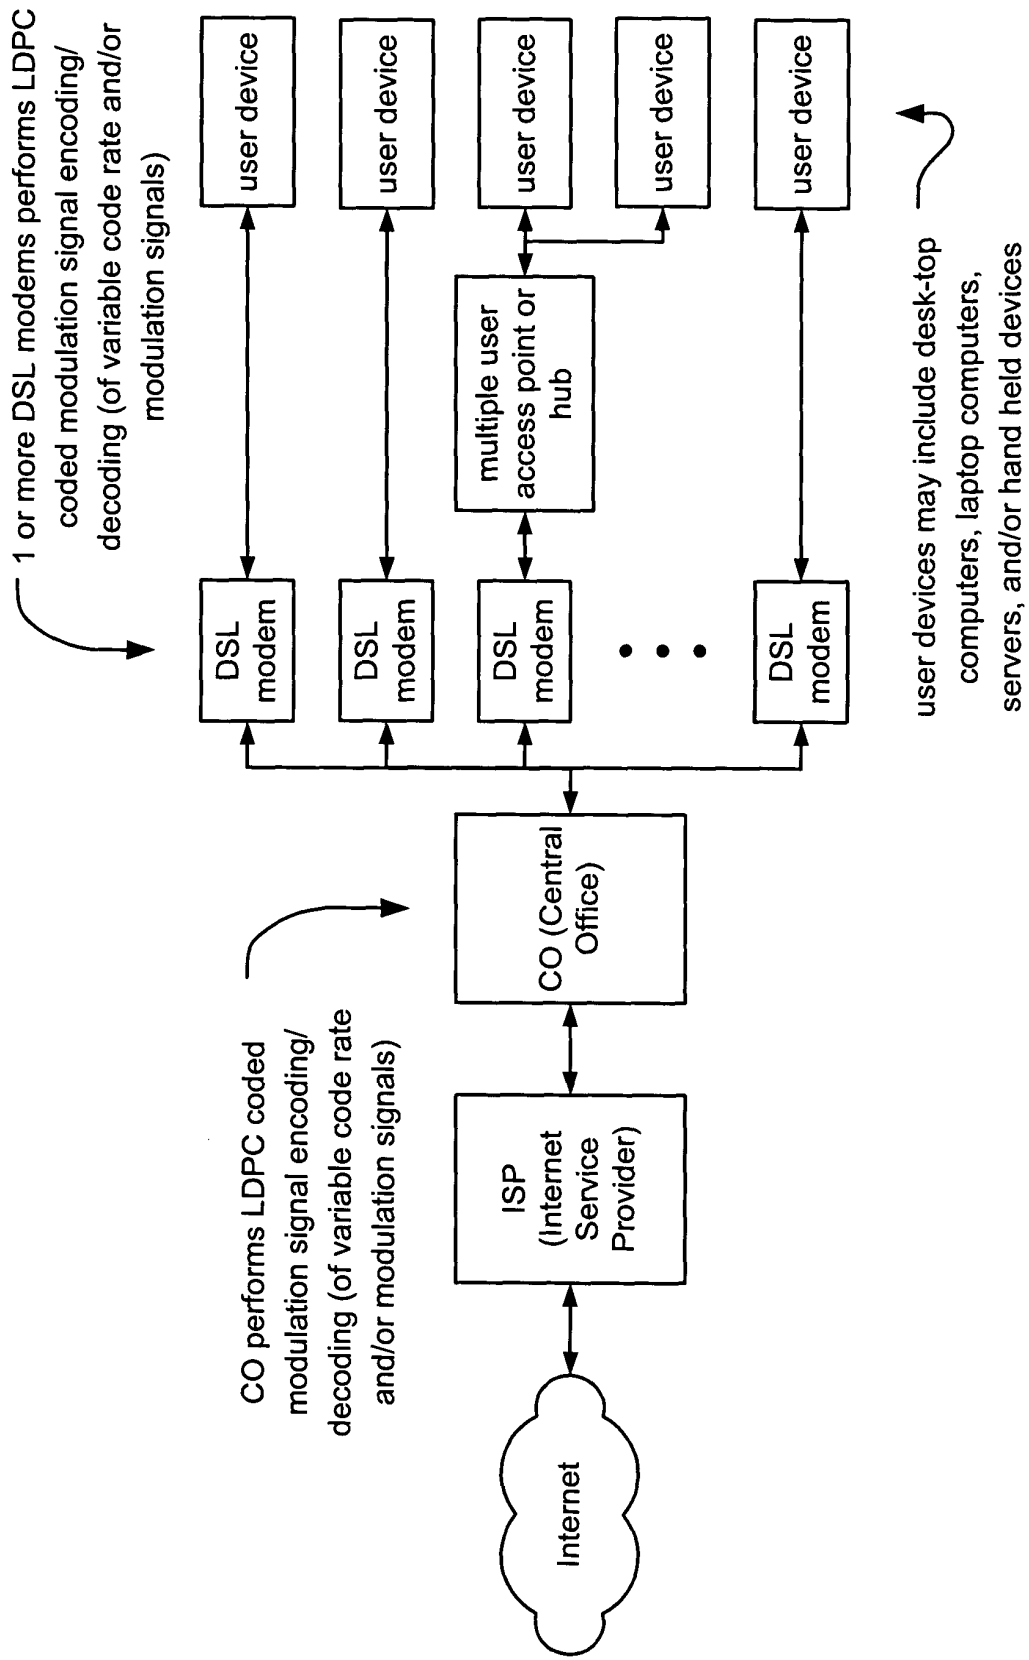 1 or more DSL modems performs LDPC
coded modulation signal encoding/
decoding (of variable code rate and/or
modulation signals)
CO performs LDPC coded
modulation signal encoding/
decoding (of variable code rate
and/or modulation signals)
Internet
ISP
(Internet
Service
Provider)
CO (Central
Office)
DSL
modem
user device
DSL
modem
user device
DSL
modem
multiple user
access point or
hub
user device
user device
DSL
modem
user device
user devices may include desk-top
computers, laptop computers,
servers, and/or hand held devices